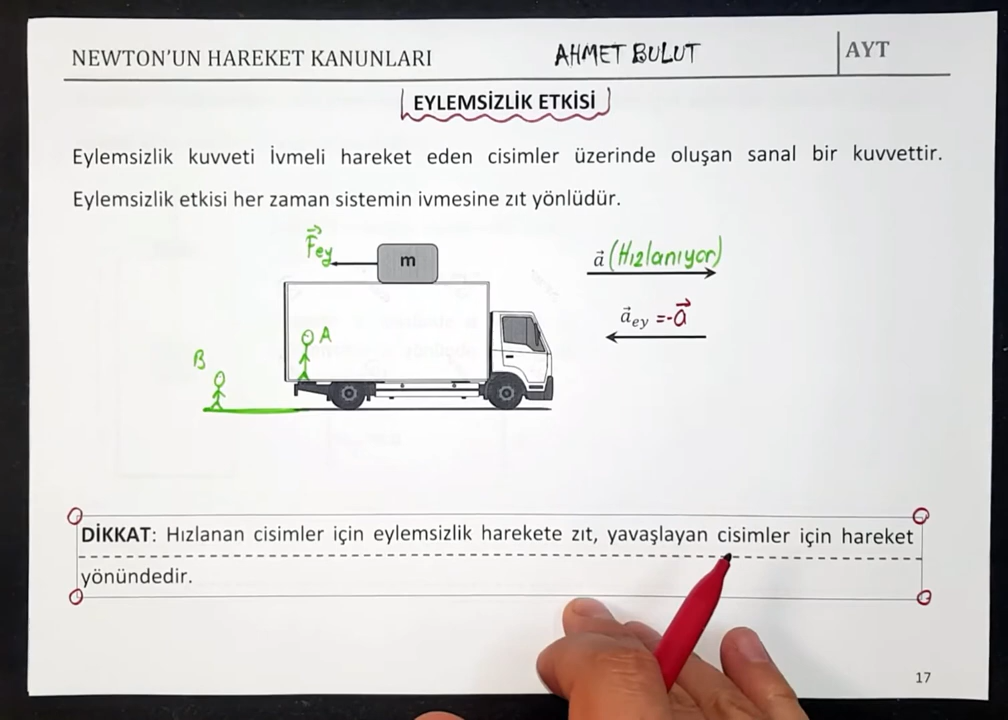 NEWTON'UN HAREKET KANUNLARI AHMET BULUT AYT
EYLEMSİZLİK ETKİSİ
Eylemsizlik kuvveti İvmeli hareket eden cisimler üzerinde oluşan sanal bir kuvvettir.
Eylemsizlik etkisi her zaman sistemin ivmesine zıt yönlüdür.
F⃗ey
m
a⃗ (Hızlanıyor)
a⃗ey = -a⃗
A
B
DİKKAT: Hızlanan cisimler için eylemsizlik harekete zıt, yavaşlayan cisimler için hareket
yönündedir.
17